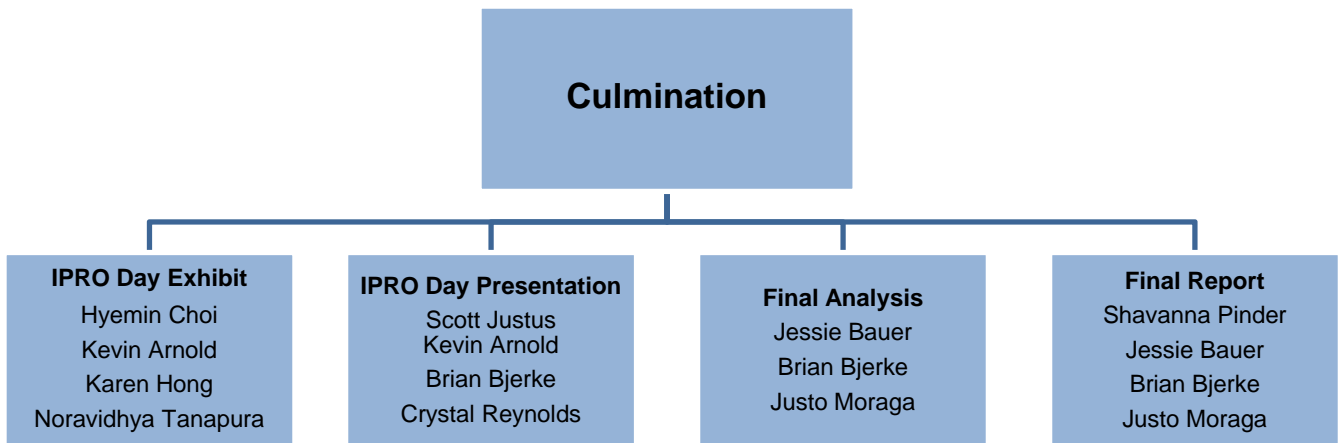 Culmination
IPRO Day Exhibit
Hyemin Choi
Kevin Arnold
Karen Hong
Noravidhya Tanapura
IPRO Day Presentation
Scott Justus
Kevin Arnold
Brian Bjerke
Crystal Reynolds
Final Analysis
Jessie Bauer
Brian Bjerke
Justo Moraga
Final Report
Shavanna Pinder
Jessie Bauer
Brian Bjerke
Justo Moraga